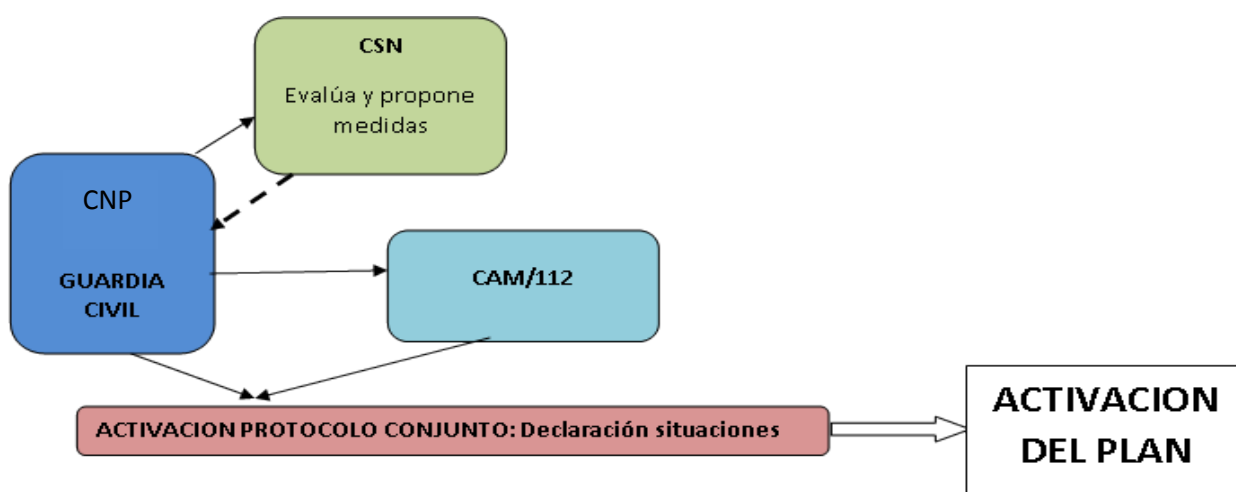 CSN
Evalúa y propone
medidas
CNP
GUARDIA
CIVIL
CAM/112
ACTIVACION PROTOCOLO CONJUNTO: Declaración situaciones
ACTIVACION
DEL PLAN